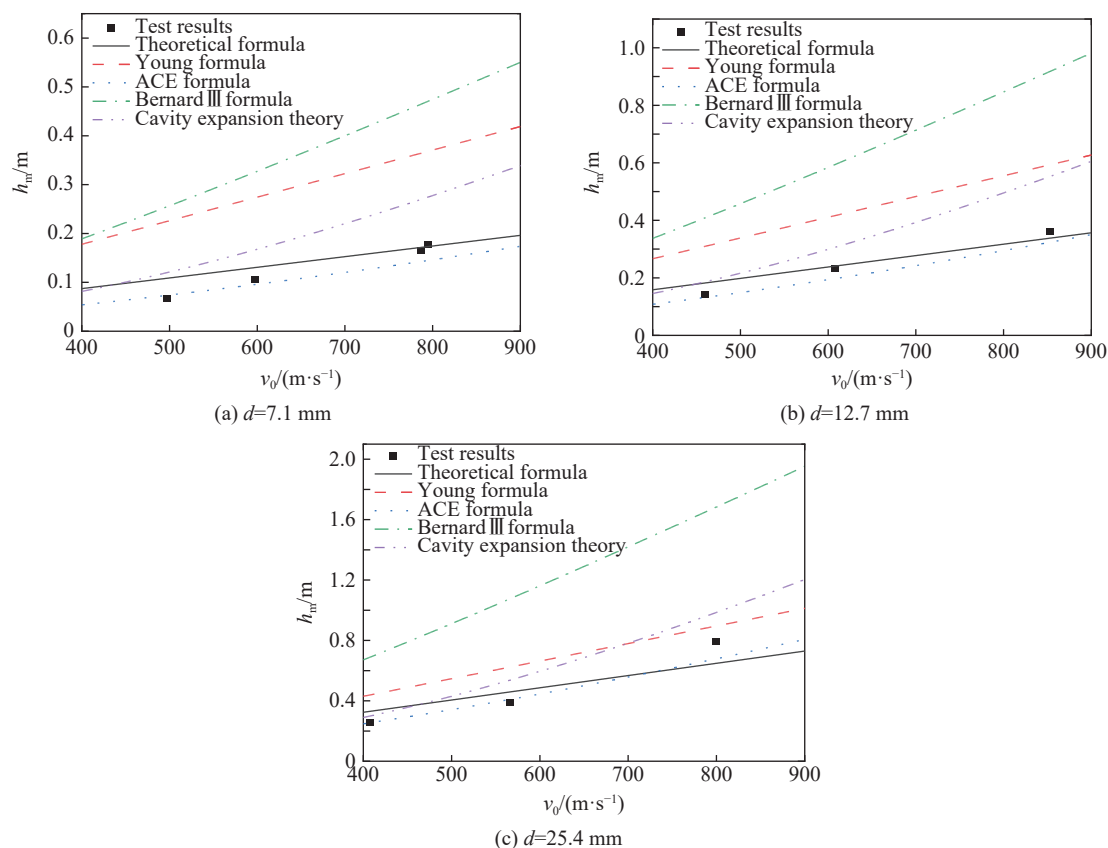 0.6
0.5
0.4
0.3
0.2
0.1
0
h_m/m
Test results
Theoretical formula
Young formula
ACE formula
Bernard Ⅲ formula
Cavity expansion theory
400 500 600 700 800 900
v₀/(m·s⁻¹)
(a) d=7.1 mm
1.0
0.8
0.6
0.4
0.2
0
h_m/m
Test results
Theoretical formula
Young formula
ACE formula
Bernard Ⅲ formula
Cavity expansion theory
400 500 600 700 800 900
v₀/(m·s⁻¹)
(b) d=12.7 mm
2.0
1.6
1.2
0.8
0.4
0
h_m/m
Test results
Theoretical formula
Young formula
ACE formula
Bernard Ⅲ formula
Cavity expansion theory
400 500 600 700 800 900
v₀/(m·s⁻¹)
(c) d=25.4 mm